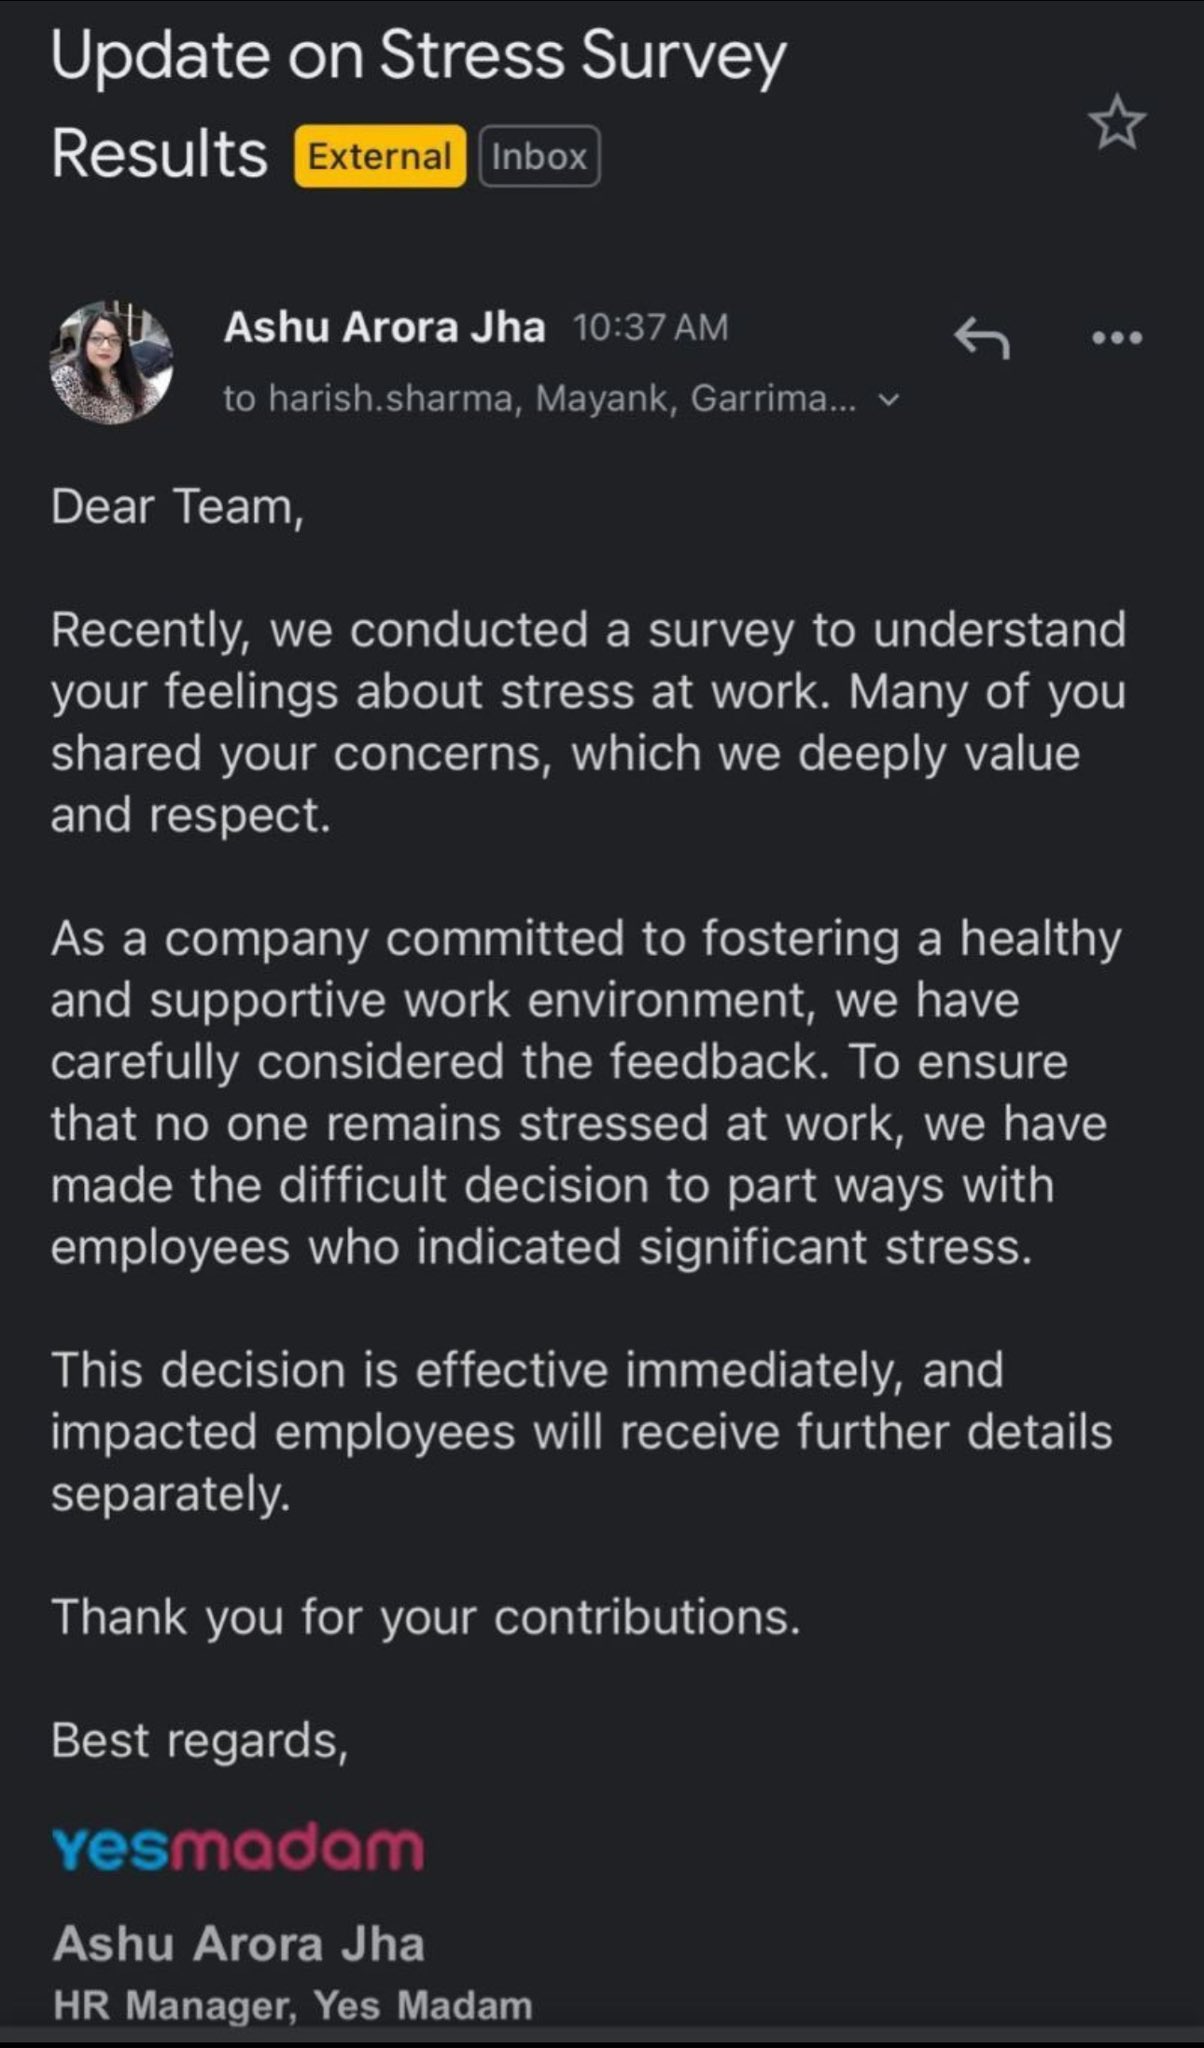 Update on Stress Survey
Results External Inbox
Ashu Arora Jha 10:37 AM
to harish.sharma, Mayank, Garrima...
Dear Team,
Recently, we conducted a survey to understand
your feelings about stress at work. Many of you
shared your concerns, which we deeply value
and respect.
As a company committed to fostering a healthy
and supportive work environment, we have
carefully considered the feedback. To ensure
that no one remains stressed at work, we have
made the difficult decision to part ways with
employees who indicated significant stress.
This decision is effective immediately, and
impacted employees will receive further details
separately.
Thank you for your contributions.
Best regards,
yesmadam
Ashu Arora Jha
HR Manager, Yes Madam